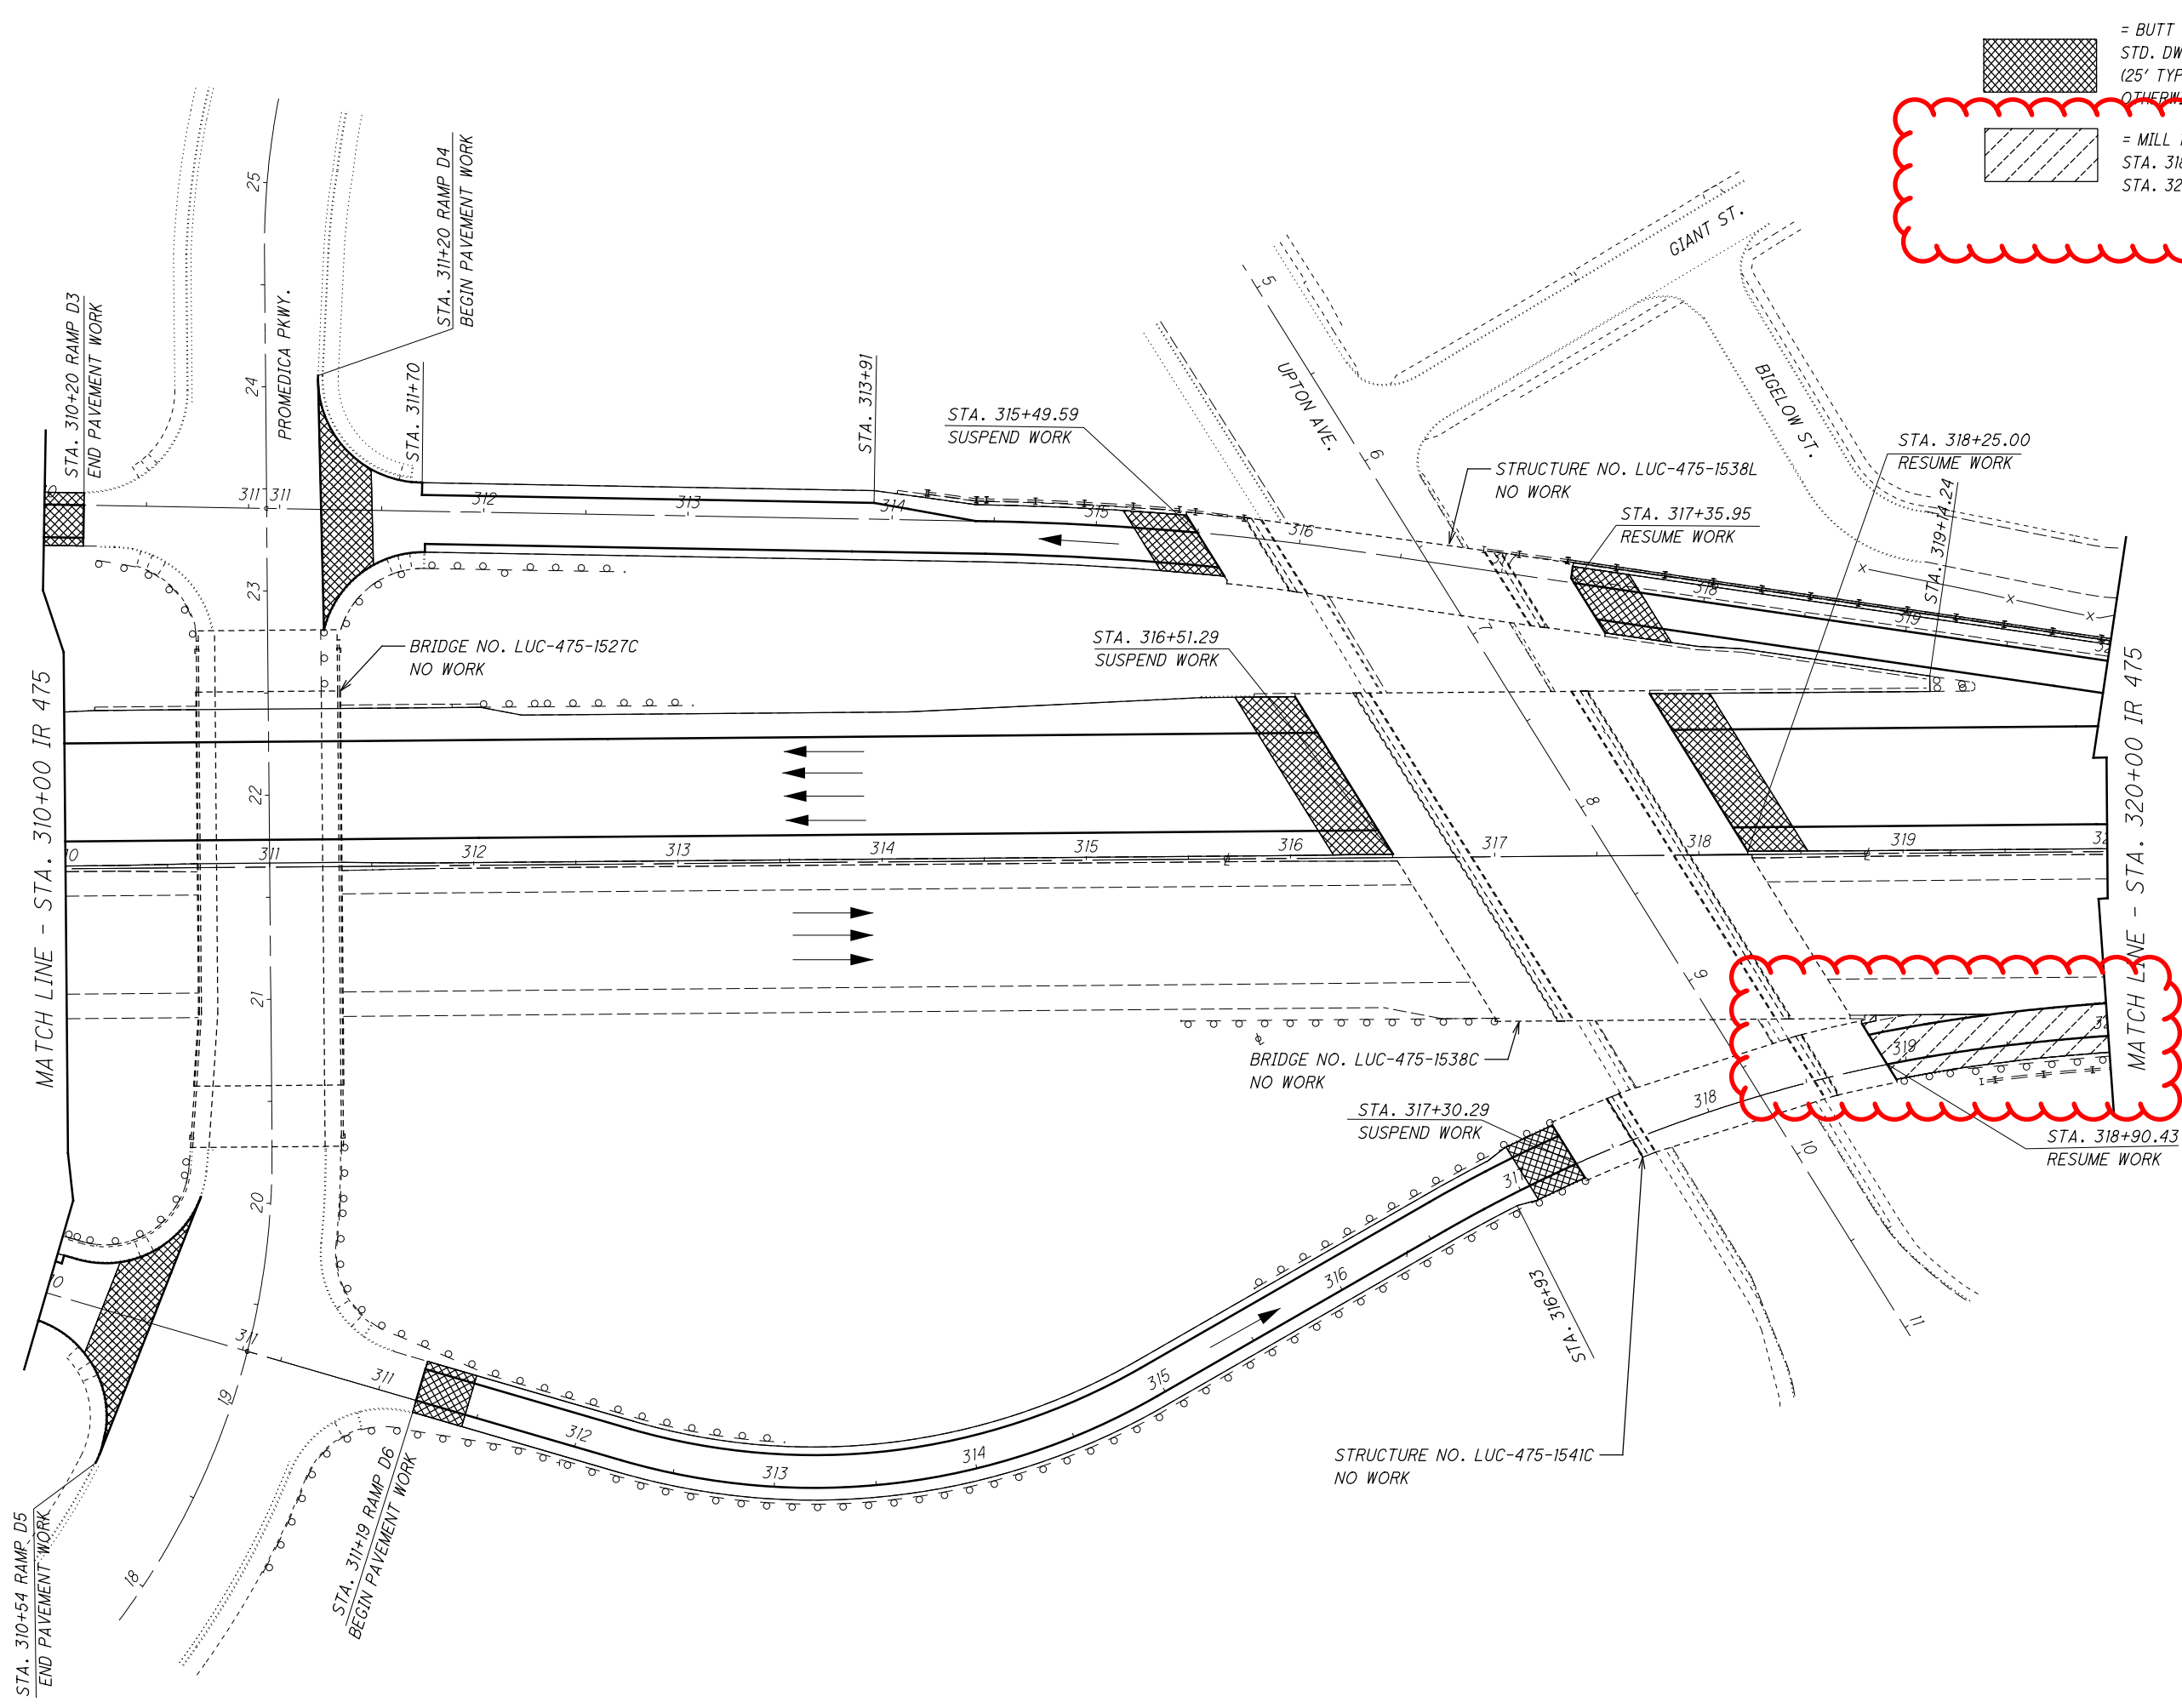 = BUTT
STD. DW
(25' TYP
OTHERWI
= MILL
STA. 318
STA. 32
STA. 310+20 RAMP D3
END PAVEMENT WORK
PROMEDICA PKWY.
STA. 311+20 RAMP D4
BEGIN PAVEMENT WORK
STA. 311+70
STA. 313+91
STA. 315+49.59
SUSPEND WORK
UPTON AVE.
GIANT ST.
BIGELOW ST.
STRUCTURE NO. LUC-475-1538L
NO WORK
STA. 317+35.95
RESUME WORK
STA. 318+25.00
RESUME WORK
STA. 319+14.24
25
24
23
22
21
20
19
18
5
6
7
8
9
10
11
311 311 312 313 314 315 316 318 319
BRIDGE NO. LUC-475-1527C
NO WORK
STA. 316+51.29
SUSPEND WORK
MATCH LINE - STA. 310+00 IR 475
MATCH LINE - STA. 320+00 IR 475
10 311 312 313 314 315 316 317 318 319 32
BRIDGE NO. LUC-475-1538C
NO WORK
STA. 317+30.29
SUSPEND WORK
STA. 318+90.43
RESUME WORK
STA. 316+93
10 311 311 312 313 314 315 316 317 318 319 32
STRUCTURE NO. LUC-475-1541C
NO WORK
STA. 311+19 RAMP D6
BEGIN PAVEMENT WORK
STA. 310+54 RAMP D5
END PAVEMENT WORK